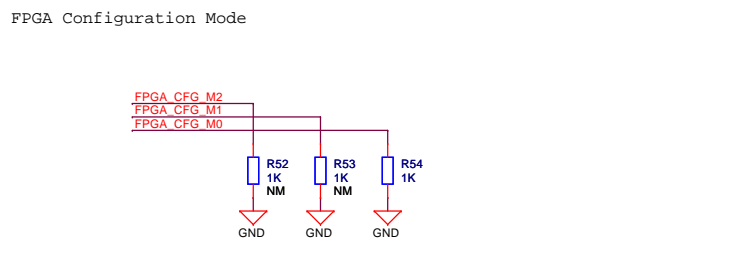 FPGA Configuration Mode
FPGA_CFG_M2
FPGA_CFG_M1
FPGA_CFG_M0
R52 R53 R54
1K 1K 1K
NM NM
GND GND GND